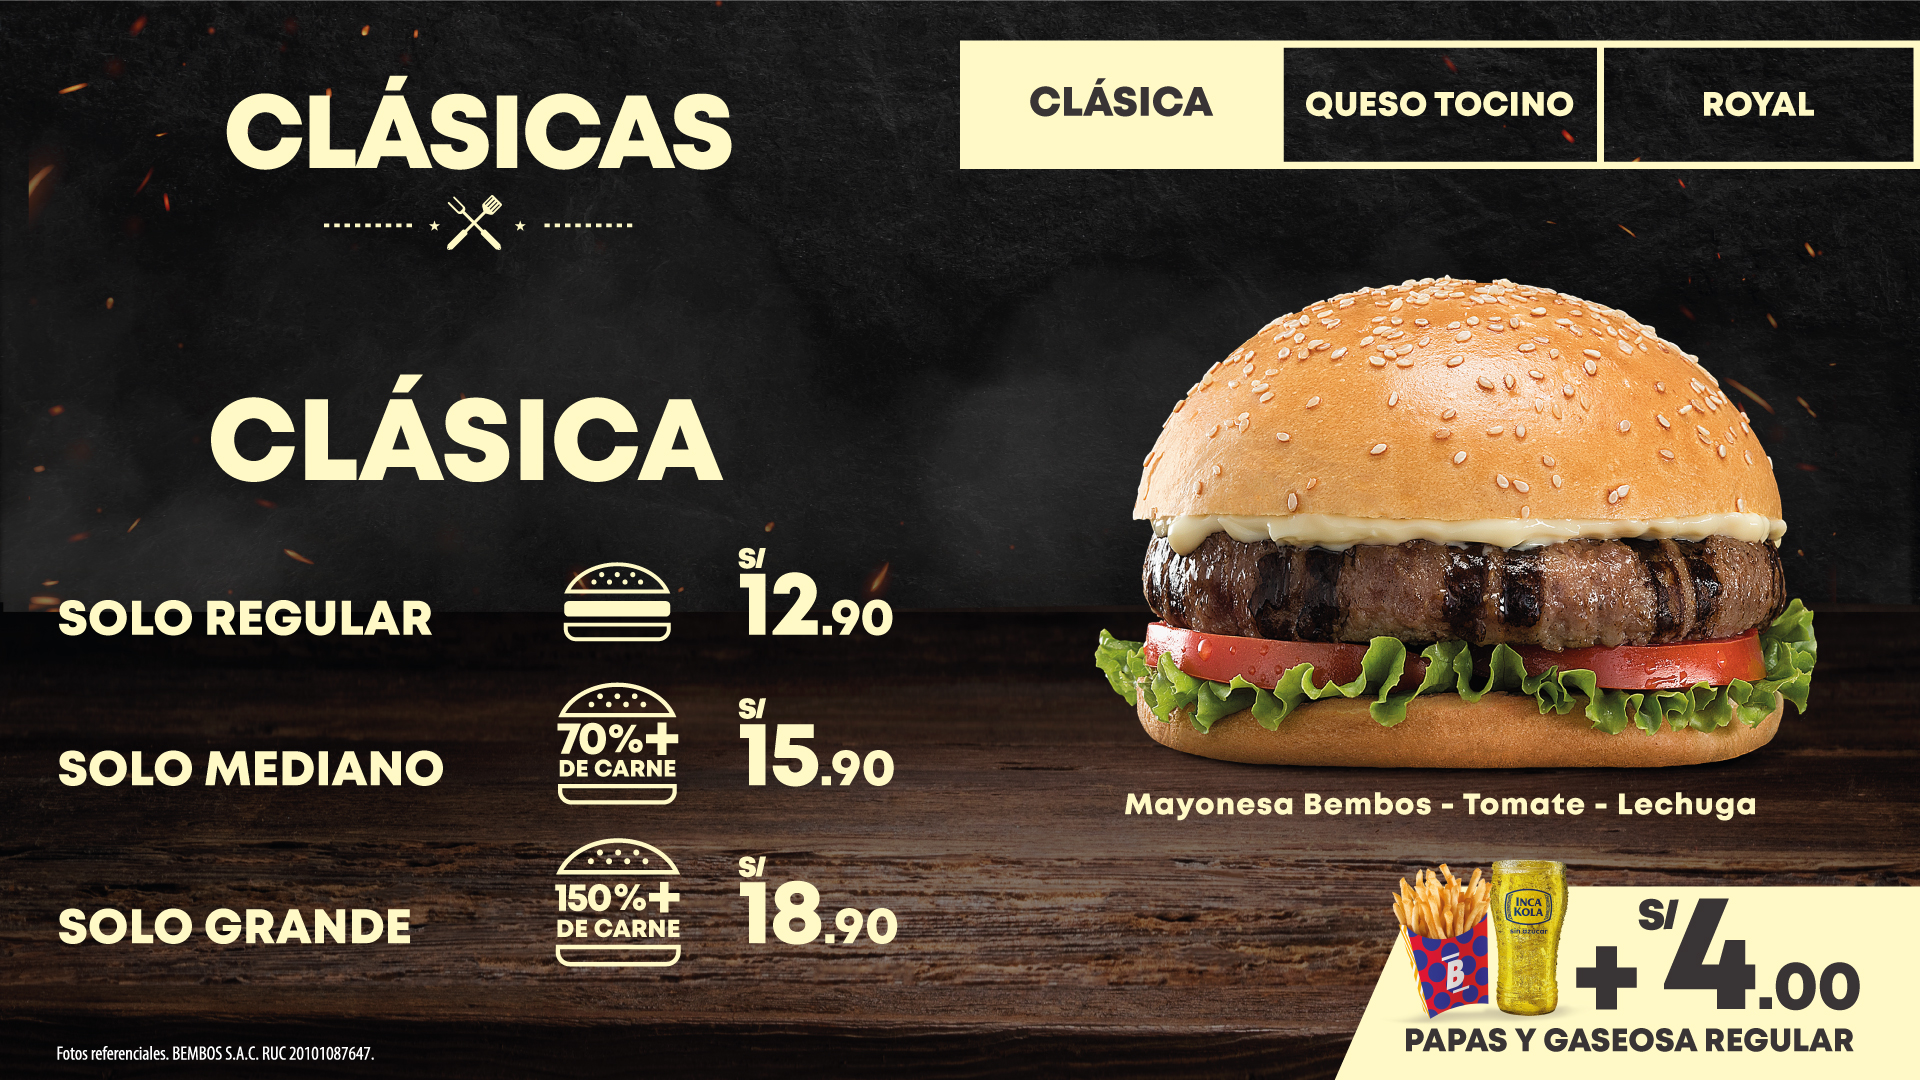 CLÁSICAS
CLÁSICA
QUESO TOCINO
ROYAL
CLÁSICA
SOLO REGULAR
S/
12.90
SOLO MEDIANO
70%+
DE CARNE
S/
15.90
SOLO GRANDE
150%+
DE CARNE
S/
18.90
Mayonesa Bembos - Tomate - Lechuga
B
INCA
KOLA
sin azúcar
+ S/4.00
PAPAS Y GASEOSA REGULAR
Fotos referenciales. BEMBOS S.A.C. RUC 20101087647.